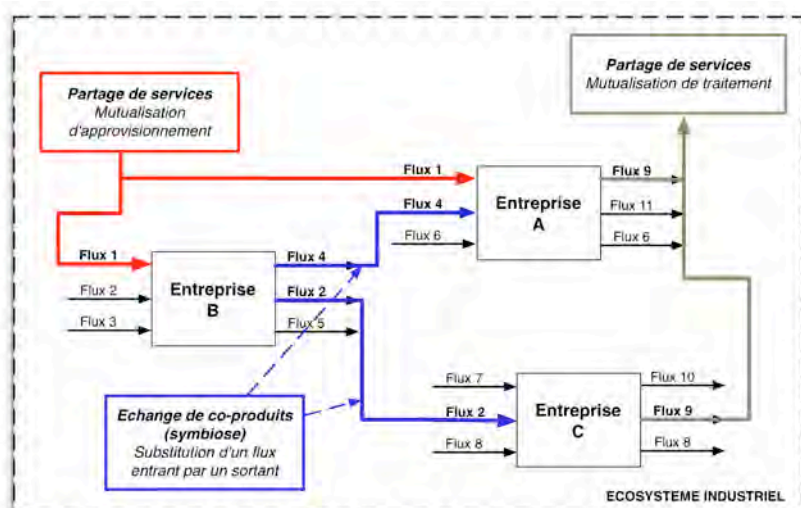 Partage de services
Mutualisation
d'approvisionnement
Partage de services
Mutualisation de traitement
Flux 1
Flux 4
Flux 6
Entreprise
A
Flux 9
Flux 11
Flux 6
Flux 1
Flux 2
Flux 3
Entreprise
B
Flux 4
Flux 2
Flux 5
Echange de co-produits
(symbiose)
Substitution d'un flux
entrant par un sortant
Flux 7
Flux 2
Flux 8
Entreprise
C
Flux 10
Flux 9
Flux 8
ECOSYSTEME INDUSTRIEL